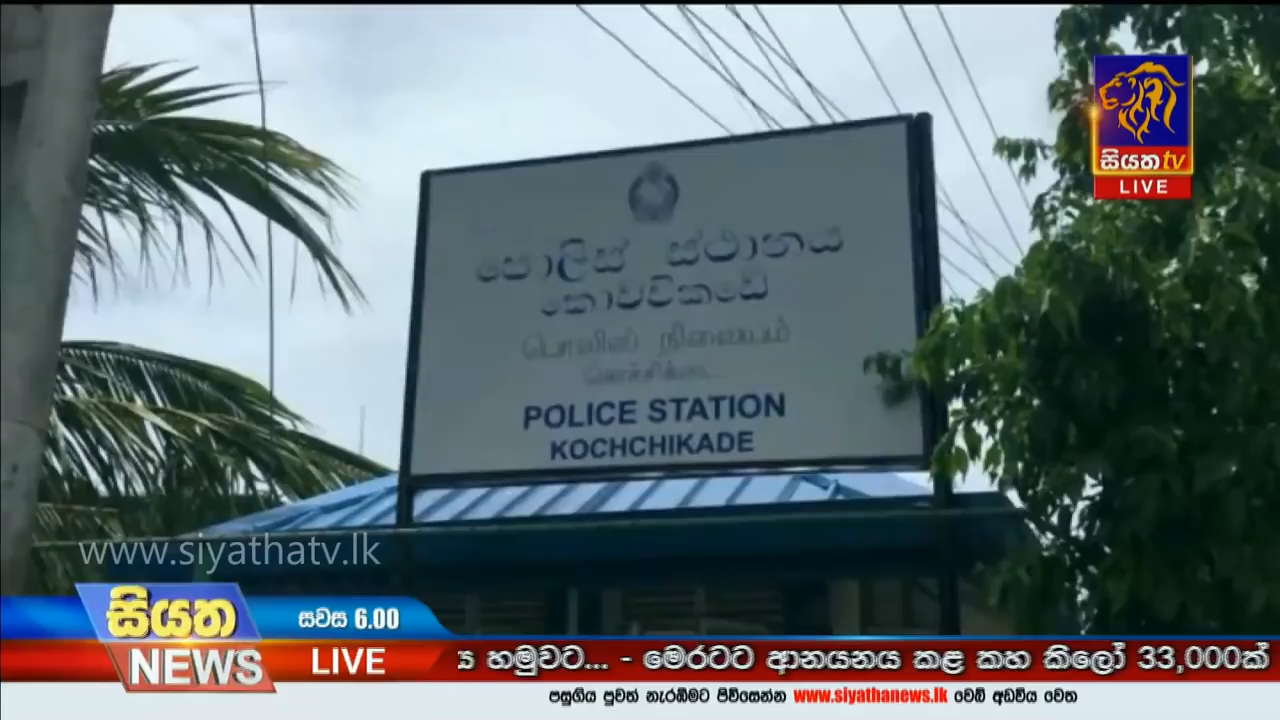 සියත tv
LIVE
පොලිස් ස්ථානය
කොච්චිකඩේ
பொலிஸ் நிலையம்
கொச்சிக்கடை
POLICE STATION
KOCHCHIKADE
www.siyathatv.lk
සියත
NEWS
සවස 6.00
LIVE
හමුවට... - මෙරටට ආනයනය කළ කහ කිලෝ 33,000ක්
පසුගිය පුවත් නැරඹීමට පිවිසෙන්න www.siyathanews.lk වෙබ් අඩවිය වෙත